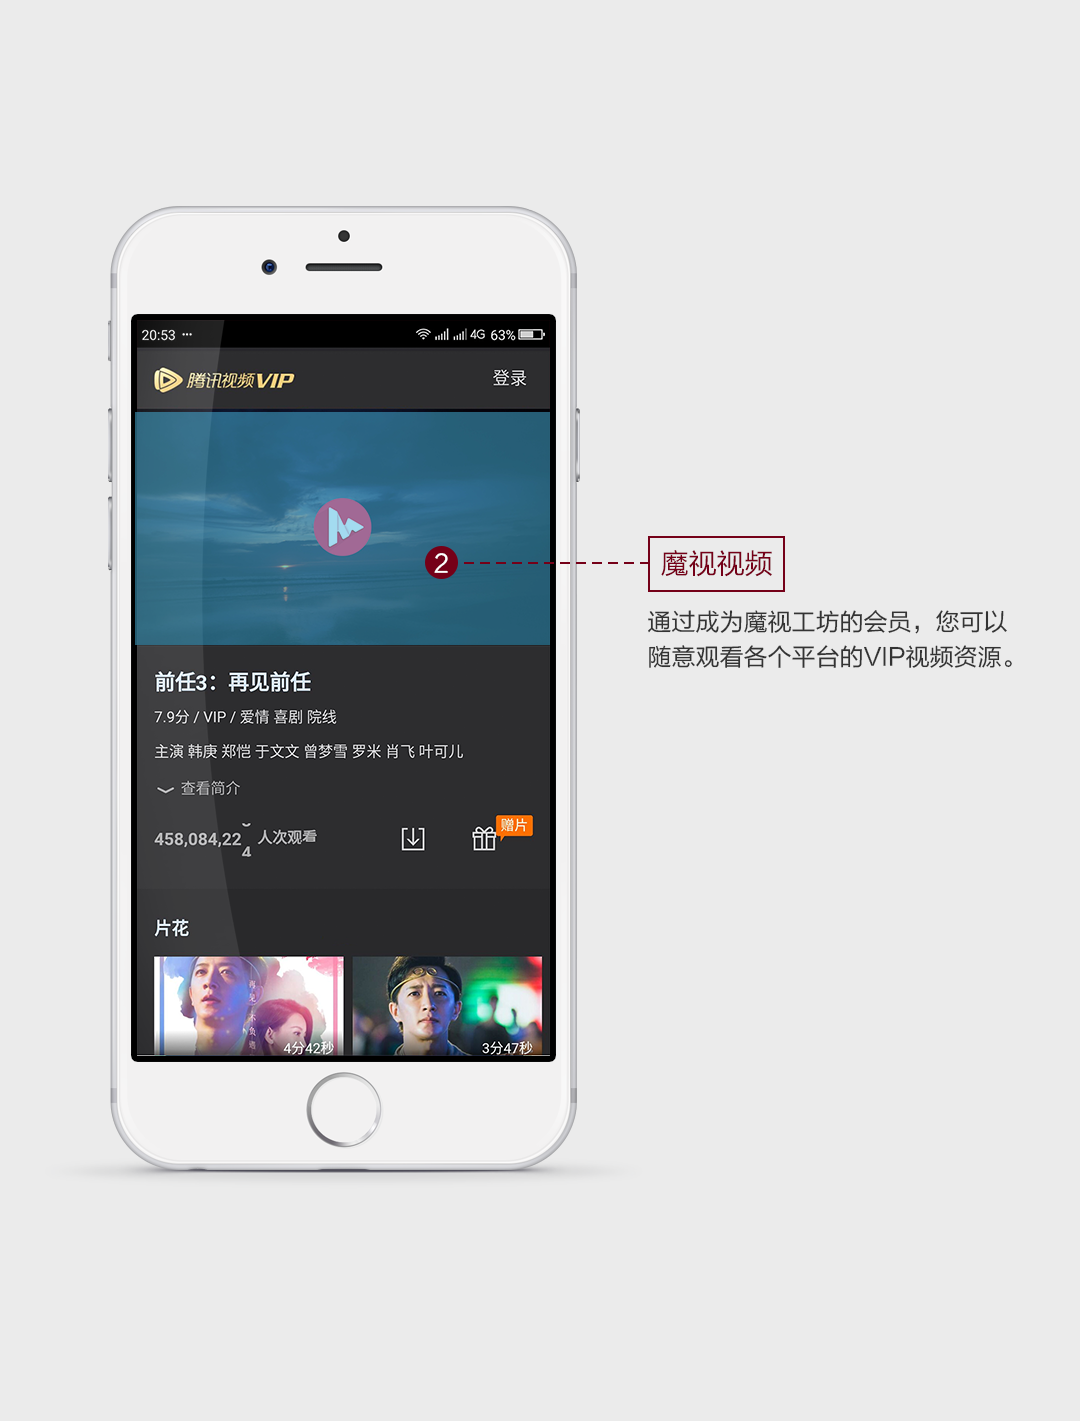 20:53 ···
4G 63%
腾讯视频VIP
登录
2
魔视视频
通过成为魔视工坊的会员，您可以
随意观看各个平台的VIP视频资源。
前任3：再见前任
7.9分 / VIP / 爱情 喜剧 院线
主演 韩庚 郑恺 于文文 曾梦雪 罗米 肖飞 叶可儿
查看简介
458,084,224 人次观看
赠片
片花
再见 不负遇
4分42秒
3分47秒